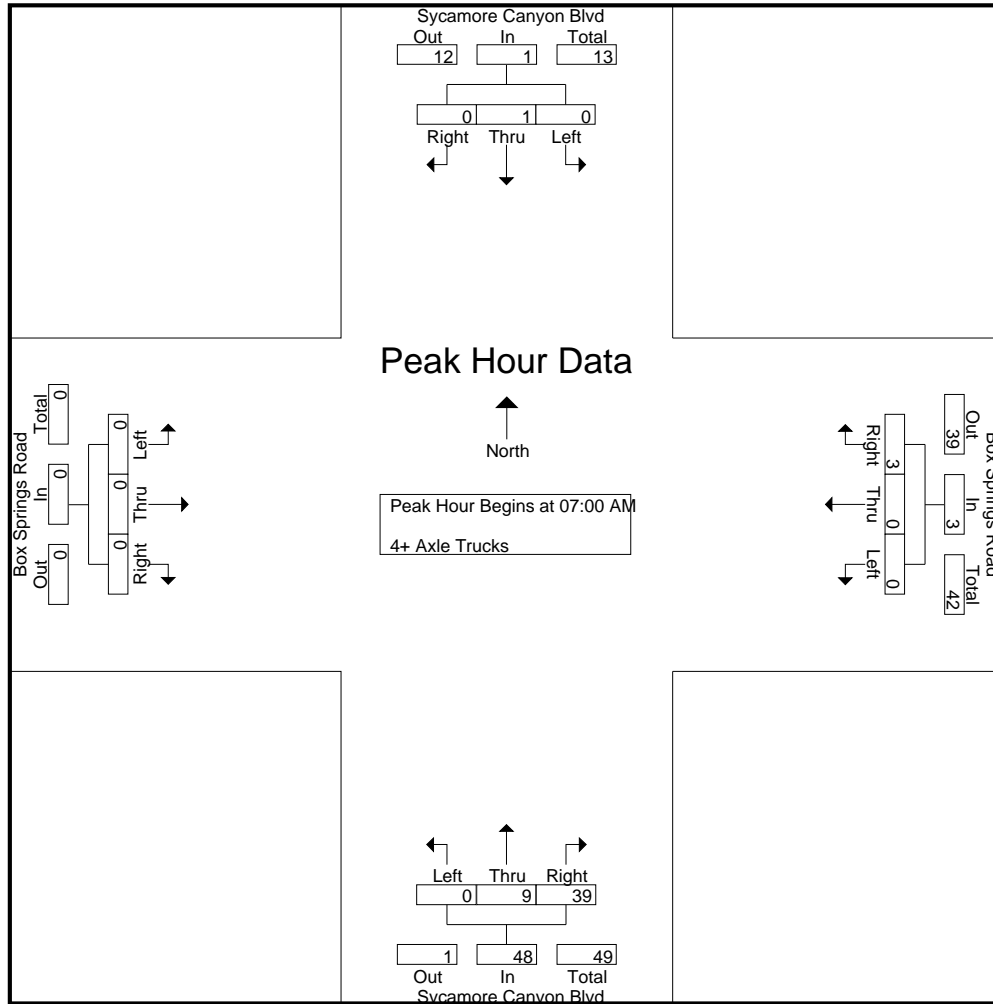 Sycamore Canyon Blvd
Out In Total
12 1 13
0 1 0
Right Thru Left
Peak Hour Data
North
Peak Hour Begins at 07:00 AM
4+ Axle Trucks
Box Springs Road
Total In Out
0 0 0
0 0 0
Left Thru Right
Right Thru Left
3 0 0
39 3 42
Out In Total
Box Springs Road
Left Thru Right
0 9 39
1 48 49
Out In Total
Sycamore Canyon Blvd